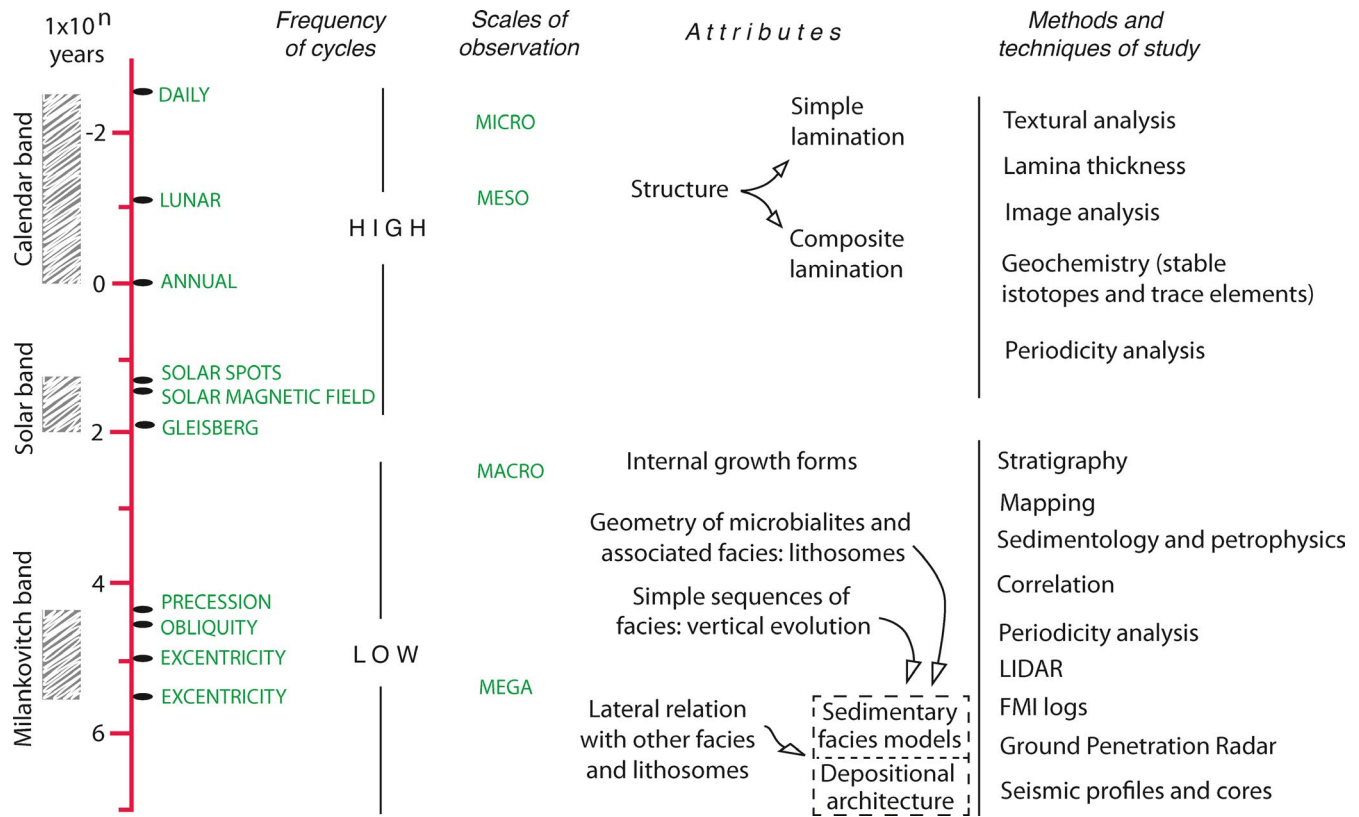 1x10n
years
Frequency
of cycles
Scales of
observation
Attributes
Methods and
techniques of study
Calendar band
Solar band
Milankovitch band
-2
0
2
4
6
DAILY
LUNAR
ANNUAL
SOLAR SPOTS
SOLAR MAGNETIC FIELD
GLEISBERG
PRECESSION
OBLIQUITY
EXCENTRICITY
EXCENTRICITY
HIGH
LOW
MICRO
MESO
MACRO
MEGA
Structure
Simple
lamination
Composite
lamination
Internal growth forms
Geometry of microbialites and
associated facies: lithosomes
Simple sequences of
facies: vertical evolution
Lateral relation
with other facies
and lithosomes
Sedimentary
facies models
Depositional
architecture
Textural analysis
Lamina thickness
Image analysis
Geochemistry (stable
istotopes and trace elements)
Periodicity analysis
Stratigraphy
Mapping
Sedimentology and petrophysics
Correlation
Periodicity analysis
LIDAR
FMI logs
Ground Penetration Radar
Seismic profiles and cores